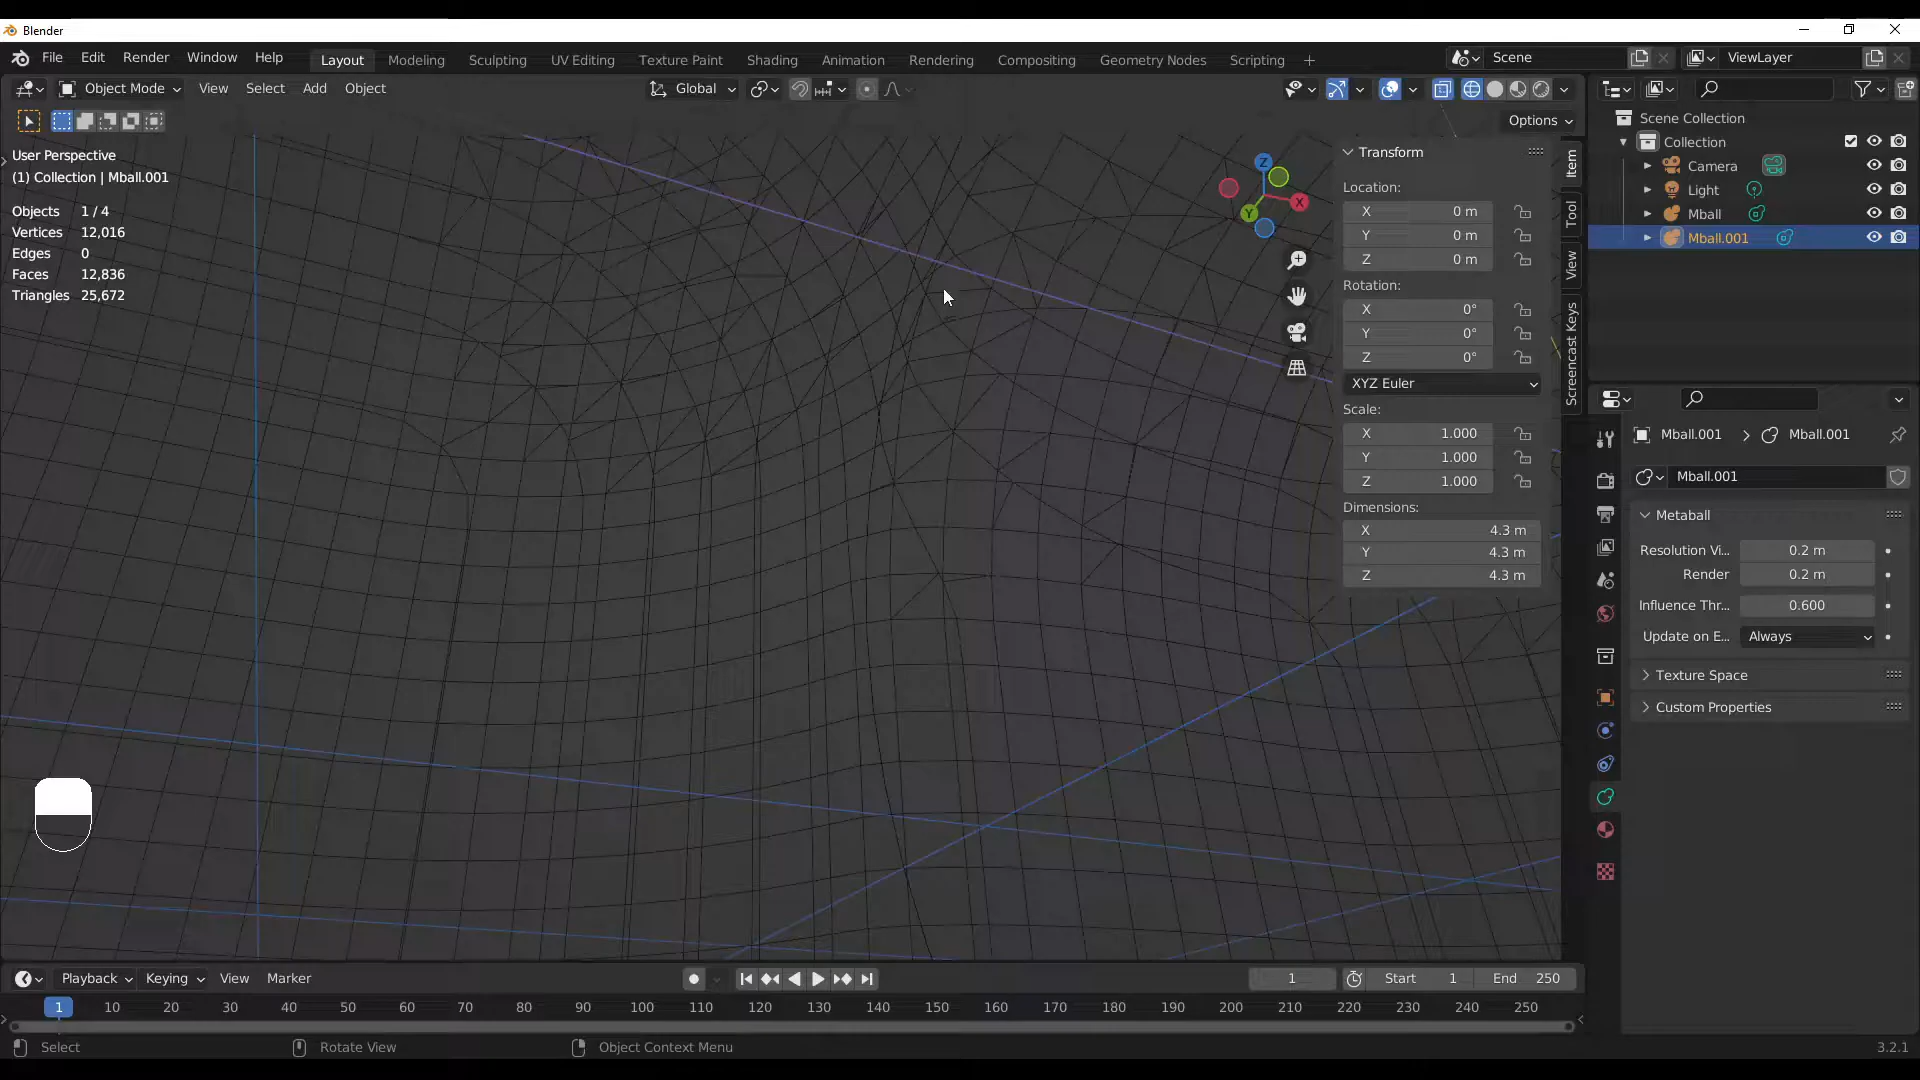 Blender
File Edit Render Window Help Layout Modeling Sculpting UV Editing Texture Paint Shading Animation Rendering Compositing Geometry Nodes Scripting + Scene ViewLayer
Object Mode View Select Add Object Global
Options
User Perspective
(1) Collection | Mball.001
Objects 1 / 4
Vertices 12,016
Edges 0
Faces 12,836
Triangles 25,672
Z
X
Y
Transform
Location:
X 0 m
Y 0 m
Z 0 m
Rotation:
X 0°
Y 0°
Z 0°
XYZ Euler
Scale:
X 1.000
Y 1.000
Z 1.000
Dimensions:
X 4.3 m
Y 4.3 m
Z 4.3 m
Item
Tool
View
Screencast Keys
Scene Collection
Collection
Camera
Light
Mball
Mball.001
Mball.001 > Mball.001
Mball.001
Metaball
Resolution Vi... 0.2 m
Render 0.2 m
Influence Thr... 0.600
Update on E... Always
Texture Space
Custom Properties
Playback Keying View Marker 1 Start 1 End 250
1 10 20 30 40 50 60 70 80 90 100 110 120 130 140 150 160 170 180 190 200 210 220 230 240 250
Select Rotate View Object Context Menu 3.2.1